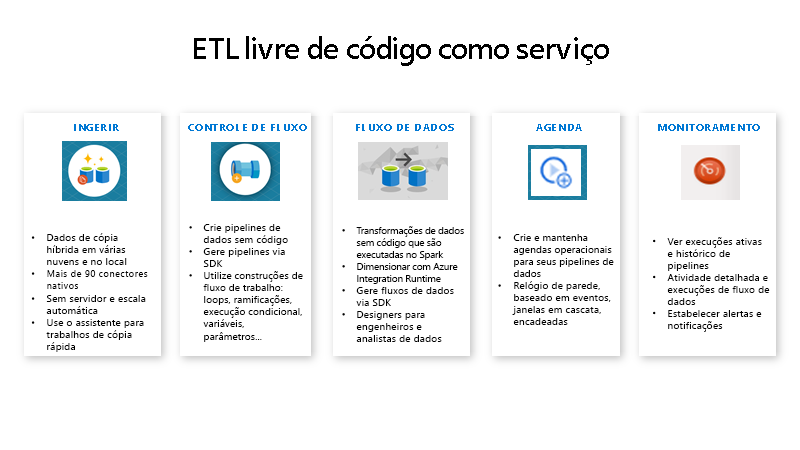 ETL livre de código como serviço
INGERIR
• Dados de cópia
híbrida em várias
nuvens e no local
• Mais de 90 conectores
nativos
• Sem servidor e escala
automática
• Use o assistente para
trabalhos de cópia
rápida
CONTROLE DE FLUXO
• Crie pipelines de
dados sem código
• Gere pipelines via
SDK
• Utilize construções de
fluxo de trabalho:
loops, ramificações,
execução condicional,
variáveis,
parâmetros...
FLUXO DE DADOS
• Transformações de dados
sem código que são
executadas no Spark
• Dimensionar com Azure
Integration Runtime
• Gere fluxos de dados
via SDK
• Designers para
engenheiros e
analistas de dados
AGENDA
• Crie e mantenha
agendas operacionais
para seus pipelines de
dados
• Relógio de parede,
baseado em eventos,
janelas em cascata,
encadeadas
MONITORAMENTO
• Ver execuções ativas
e histórico de
pipelines
• Atividade detalhada e
execuções de fluxo de
dados
• Estabelecer alertas e
notificações